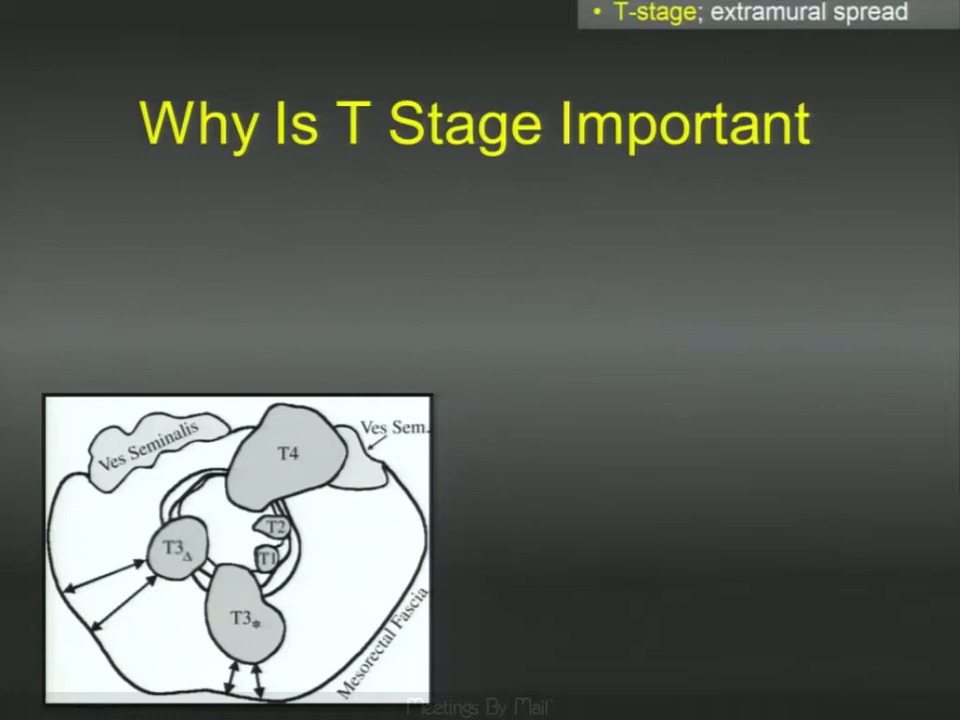 • T-stage; extramural spread
Why Is T Stage Important
Ves Seminalis
Ves Sem.
T4
T2
T3Δ
T1
T3*
Mesorectal Fascia
Meetings By Mail